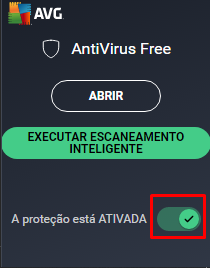 AVG
AntiVirus Free
ABRIR
EXECUTAR ESCANEAMENTO
INTELIGENTE
A proteção está ATIVADA